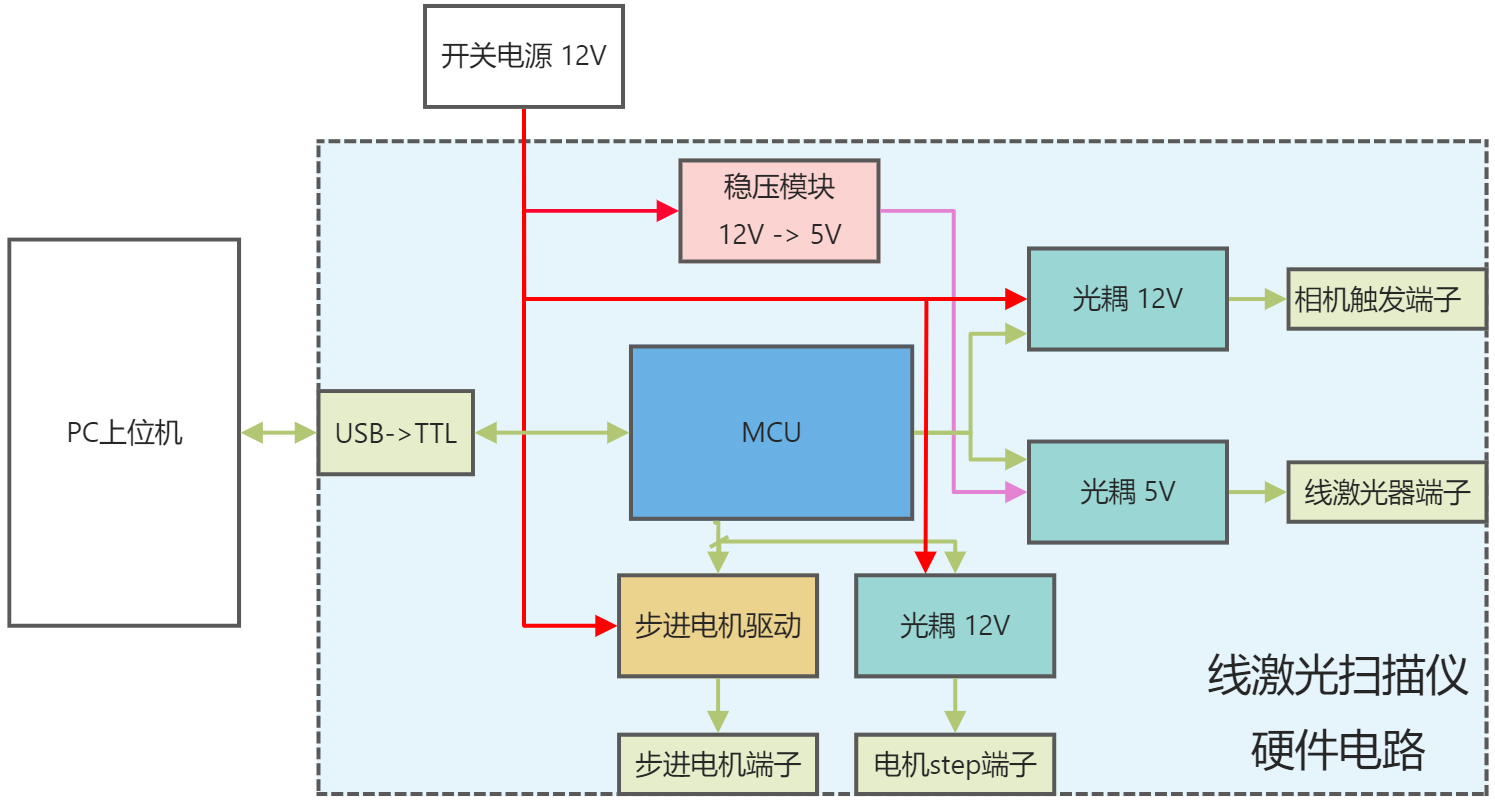 开关电源 12V
稳压模块
12V -> 5V
光耦 12V
相机触发端子
PC上位机
USB->TTL
MCU
光耦 5V
线激光器端子
步进电机驱动
光耦 12V
线激光扫描仪
硬件电路
步进电机端子
电机step端子